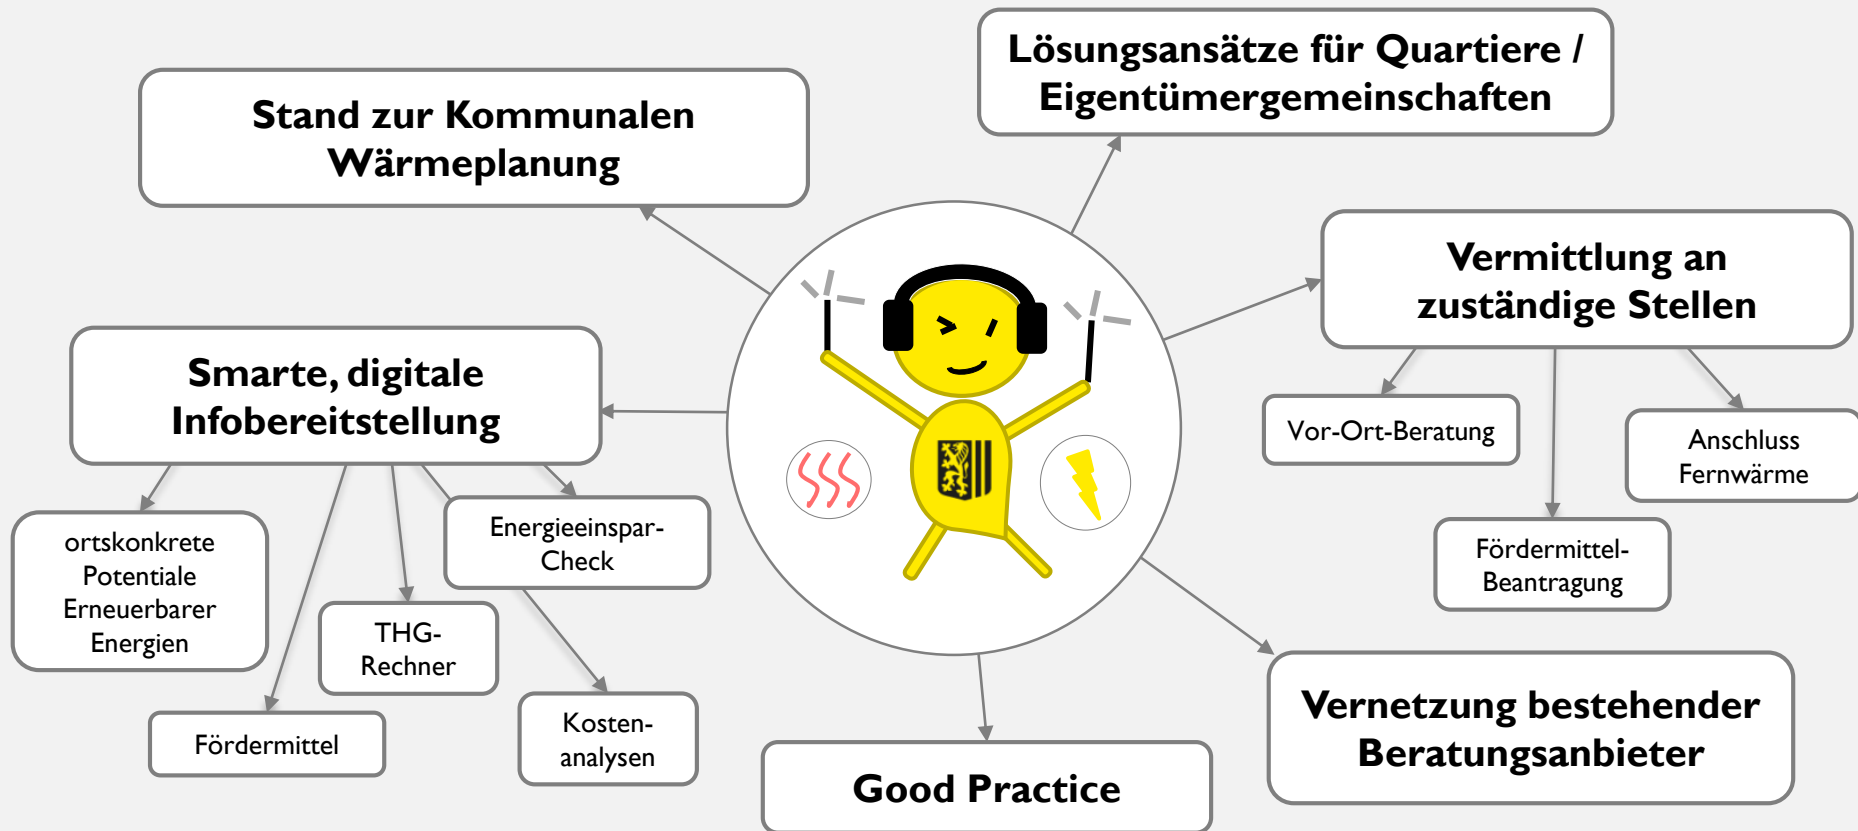 Lösungsansätze für Quartiere /
Eigentümergemeinschaften
Stand zur Kommunalen
Wärmeplanung
Vermittlung an
zuständige Stellen
Smarte, digitale
Infobereitstellung
Vor-Ort-Beratung
Anschluss
Fernwärme
Fördermittel-
Beantragung
Energieeinspar-
Check
ortskonkrete
Potentiale
Erneuerbarer
Energien
THG-
Rechner
Fördermittel
Kosten-
analysen
Vernetzung bestehender
Beratungsanbieter
Good Practice